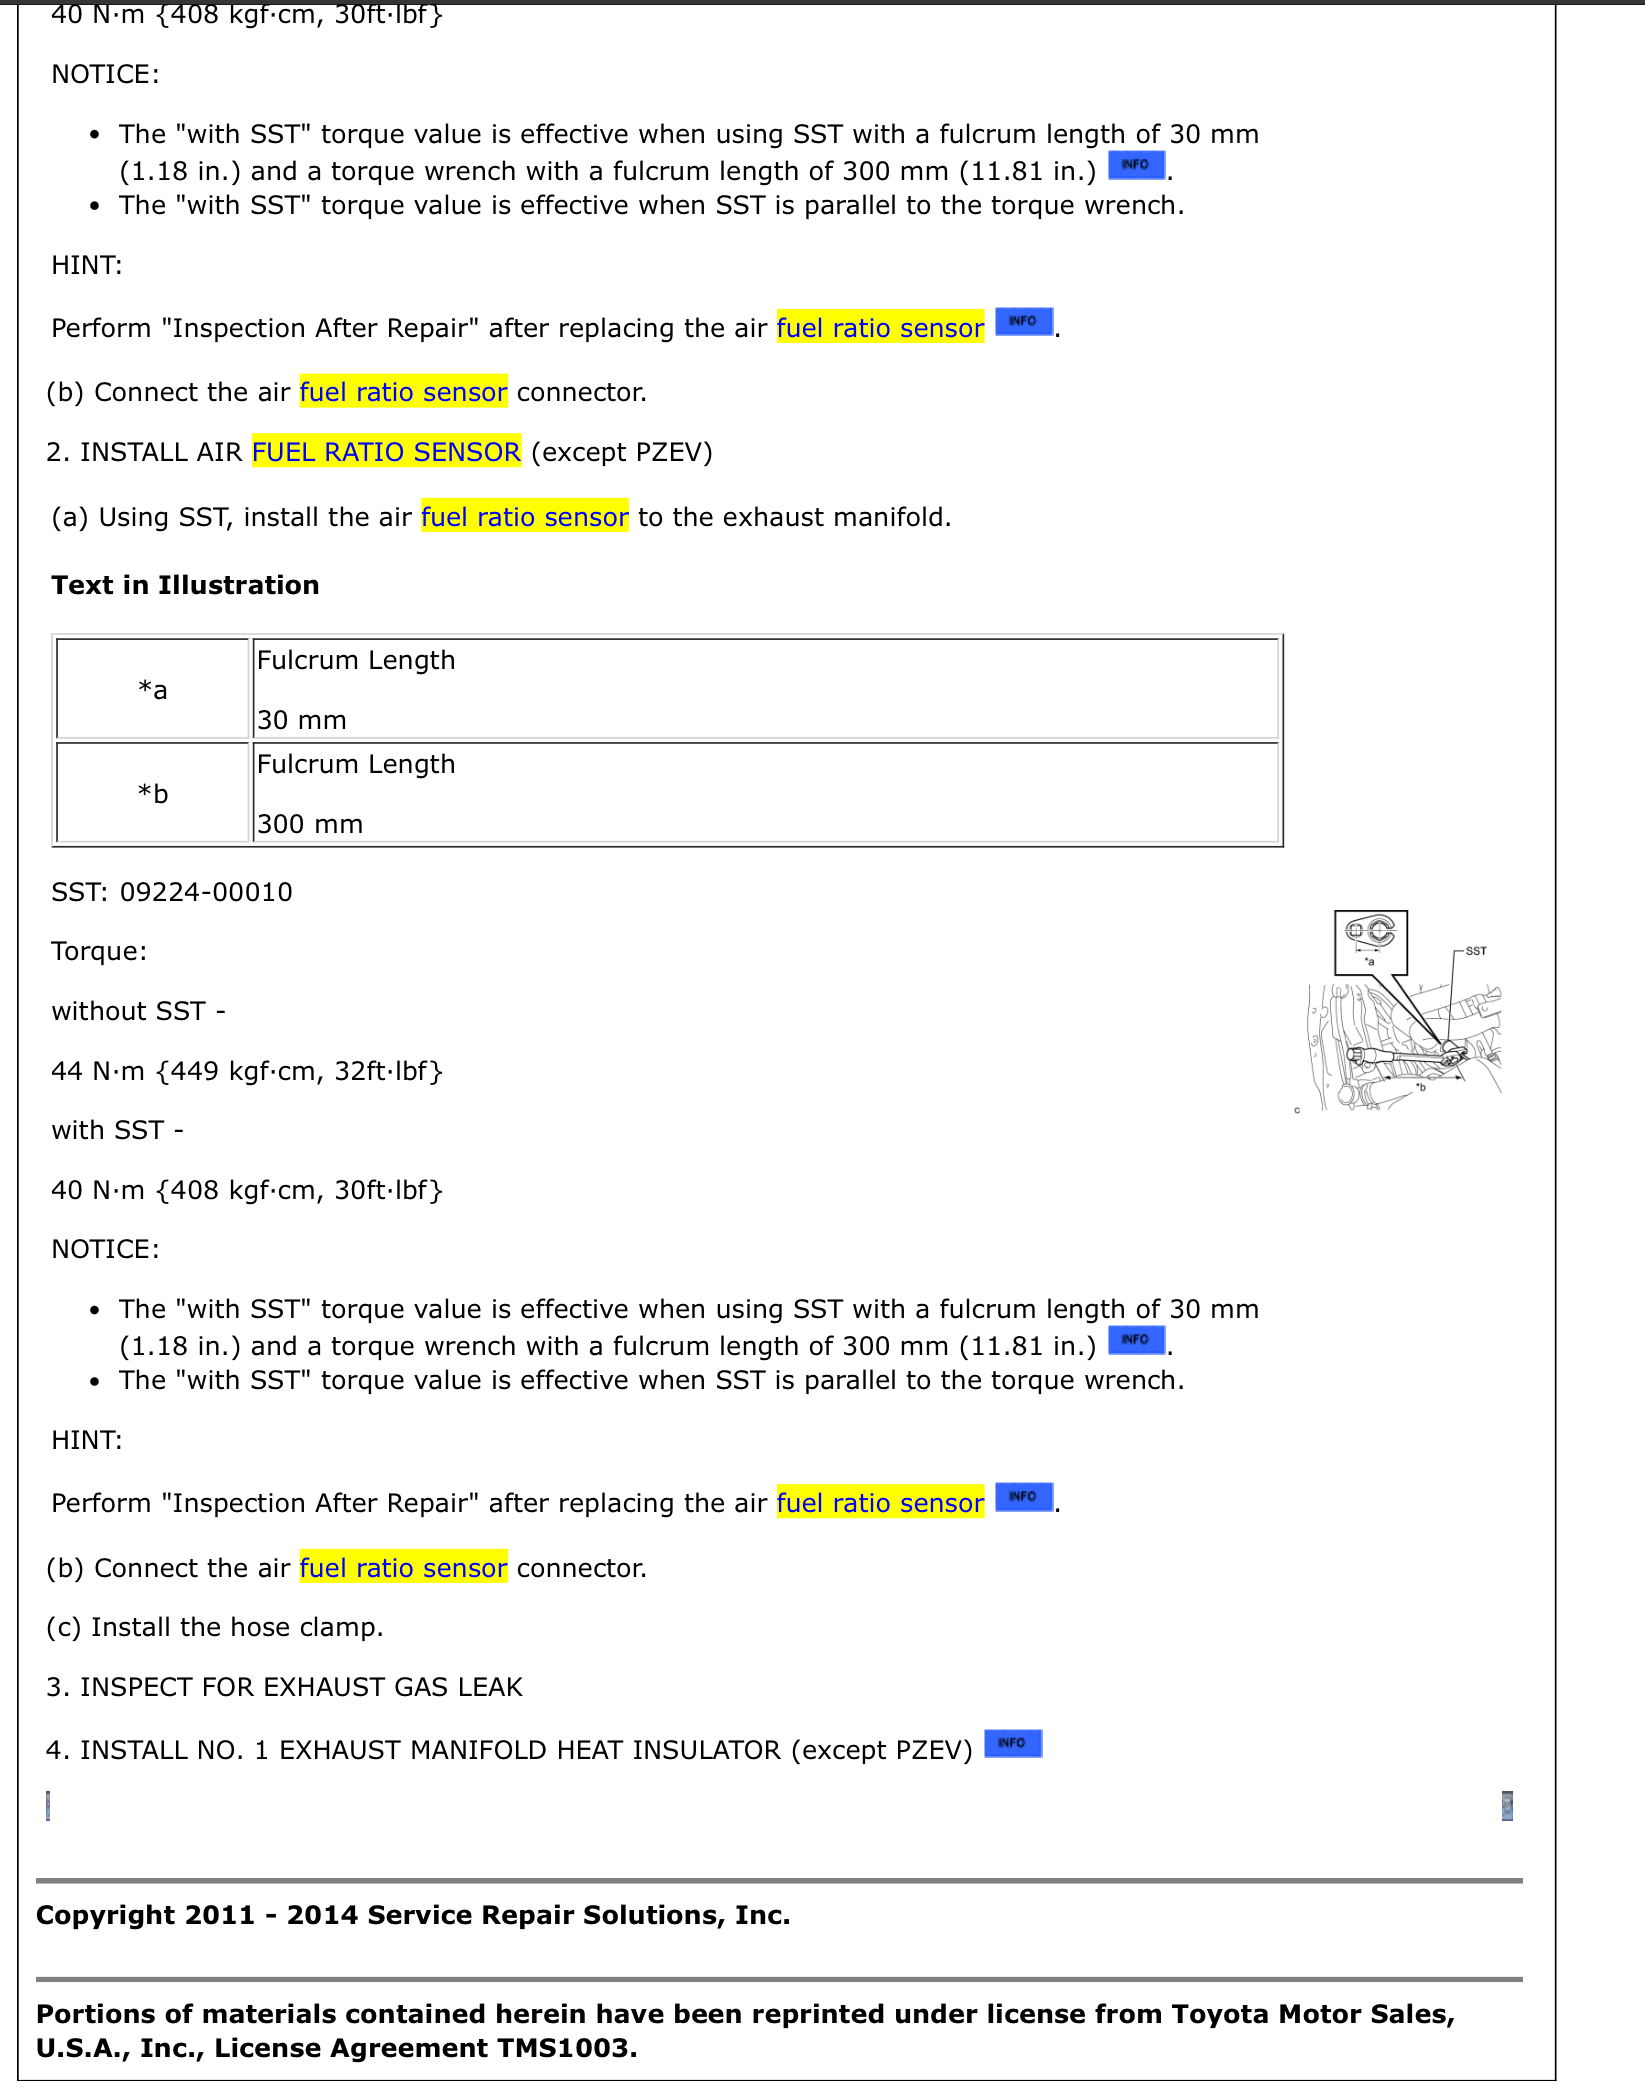 40 N·m {408 kgf·cm, 30ft·lbf}
NOTICE:
• The "with SST" torque value is effective when using SST with a fulcrum length of 30 mm
(1.18 in.) and a torque wrench with a fulcrum length of 300 mm (11.81 in.) INFO .
• The "with SST" torque value is effective when SST is parallel to the torque wrench.
HINT:
Perform "Inspection After Repair" after replacing the air fuel ratio sensor INFO .
(b) Connect the air fuel ratio sensor connector.
2. INSTALL AIR FUEL RATIO SENSOR (except PZEV)
(a) Using SST, install the air fuel ratio sensor to the exhaust manifold.
Text in Illustration
*a
Fulcrum Length
30 mm
*b
Fulcrum Length
300 mm
SST: 09224-00010
Torque:
without SST -
44 N·m {449 kgf·cm, 32ft·lbf}
with SST -
40 N·m {408 kgf·cm, 30ft·lbf}
*a
SST
*b
c
NOTICE:
• The "with SST" torque value is effective when using SST with a fulcrum length of 30 mm
(1.18 in.) and a torque wrench with a fulcrum length of 300 mm (11.81 in.) INFO .
• The "with SST" torque value is effective when SST is parallel to the torque wrench.
HINT:
Perform "Inspection After Repair" after replacing the air fuel ratio sensor INFO .
(b) Connect the air fuel ratio sensor connector.
(c) Install the hose clamp.
3. INSPECT FOR EXHAUST GAS LEAK
4. INSTALL NO. 1 EXHAUST MANIFOLD HEAT INSULATOR (except PZEV) INFO
Copyright 2011 - 2014 Service Repair Solutions, Inc.
Portions of materials contained herein have been reprinted under license from Toyota Motor Sales,
U.S.A., Inc., License Agreement TMS1003.